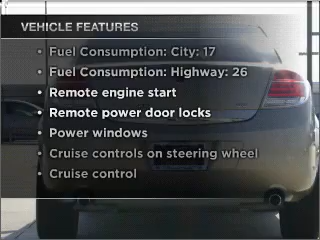 VEHICLE FEATURES
• Fuel Consumption: City: 17
• Fuel Consumption: Highway: 26
• Remote engine start
• Remote power door locks
• Power windows
• Cruise controls on steering wheel
• Cruise control